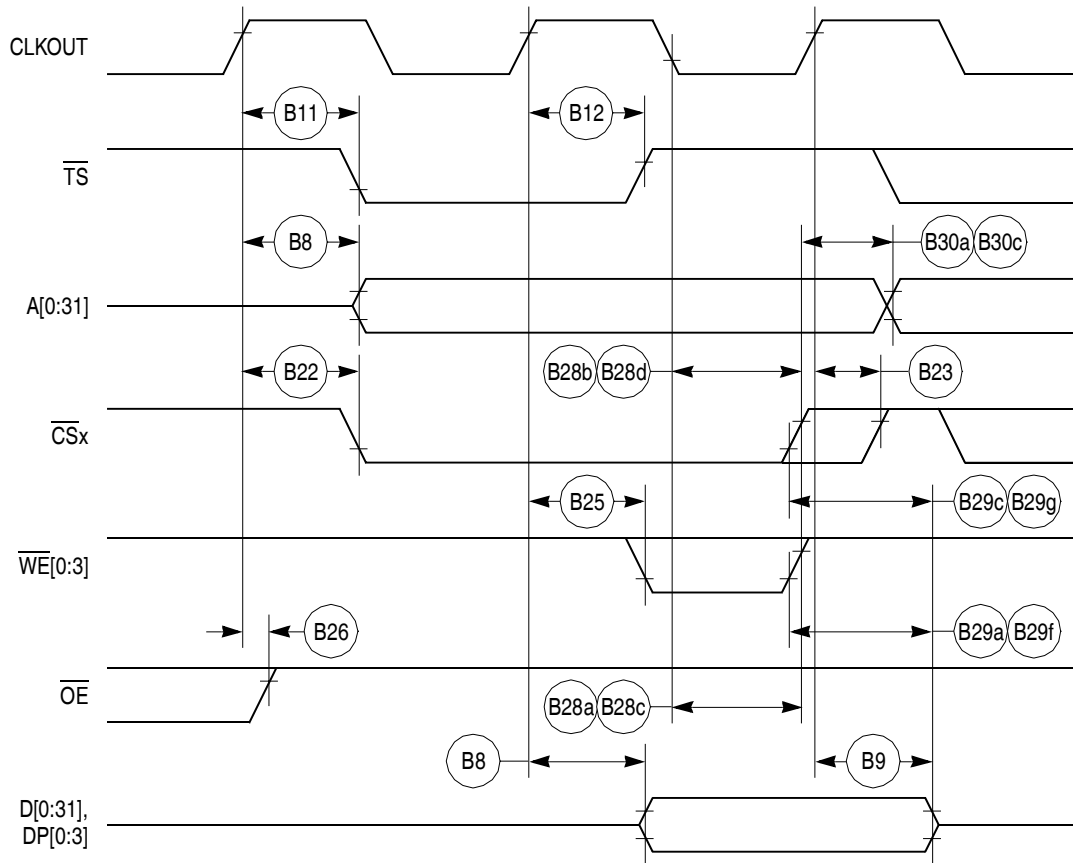 CLKOUT
B11
B12
TS
B8
B30a B30c
A[0:31]
B22
B28b B28d
B23
CSx
B25
B29c B29g
WE[0:3]
B26
B29a B29f
OE
B28a B28c
B8
B9
D[0:31],
DP[0:3]